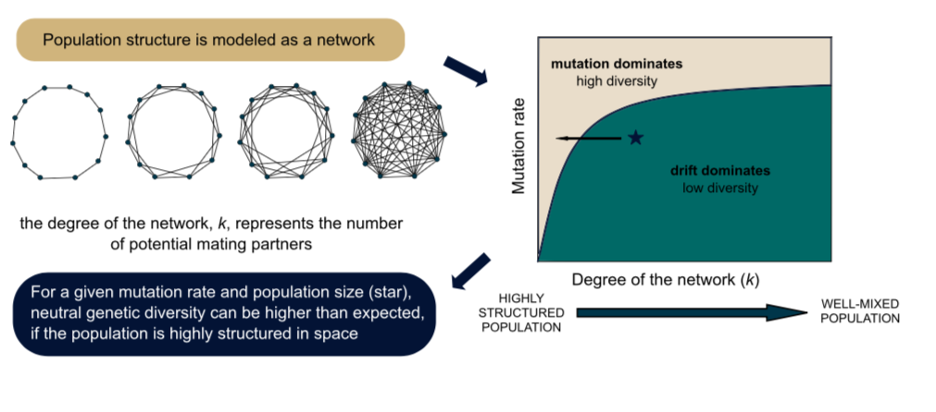 Population structure is modeled as a network
the degree of the network, k, represents the number
of potential mating partners
For a given mutation rate and population size (star),
neutral genetic diversity can be higher than expected,
if the population is highly structured in space
Mutation rate
mutation dominates
high diversity
drift dominates
low diversity
Degree of the network (k)
HIGHLY
STRUCTURED
POPULATION
WELL-MIXED
POPULATION